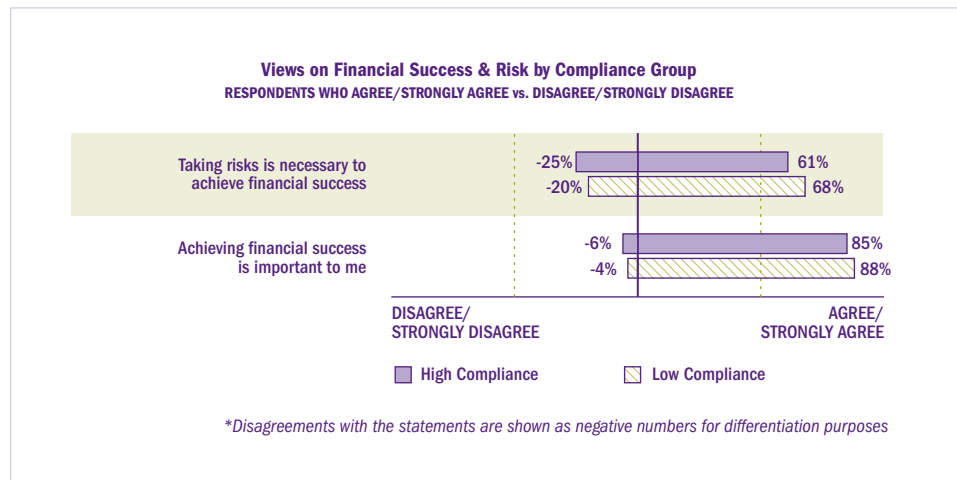 Views on Financial Success & Risk by Compliance Group
RESPONDENTS WHO AGREE/STRONGLY AGREE vs. DISAGREE/STRONGLY DISAGREE
Taking risks is necessary to
achieve financial success
-25%
61%
-20%
68%
Achieving financial success
is important to me
-6%
85%
-4%
88%
DISAGREE/
STRONGLY DISAGREE
AGREE/
STRONGLY AGREE
High Compliance
Low Compliance
*Disagreements with the statements are shown as negative numbers for differentiation purposes